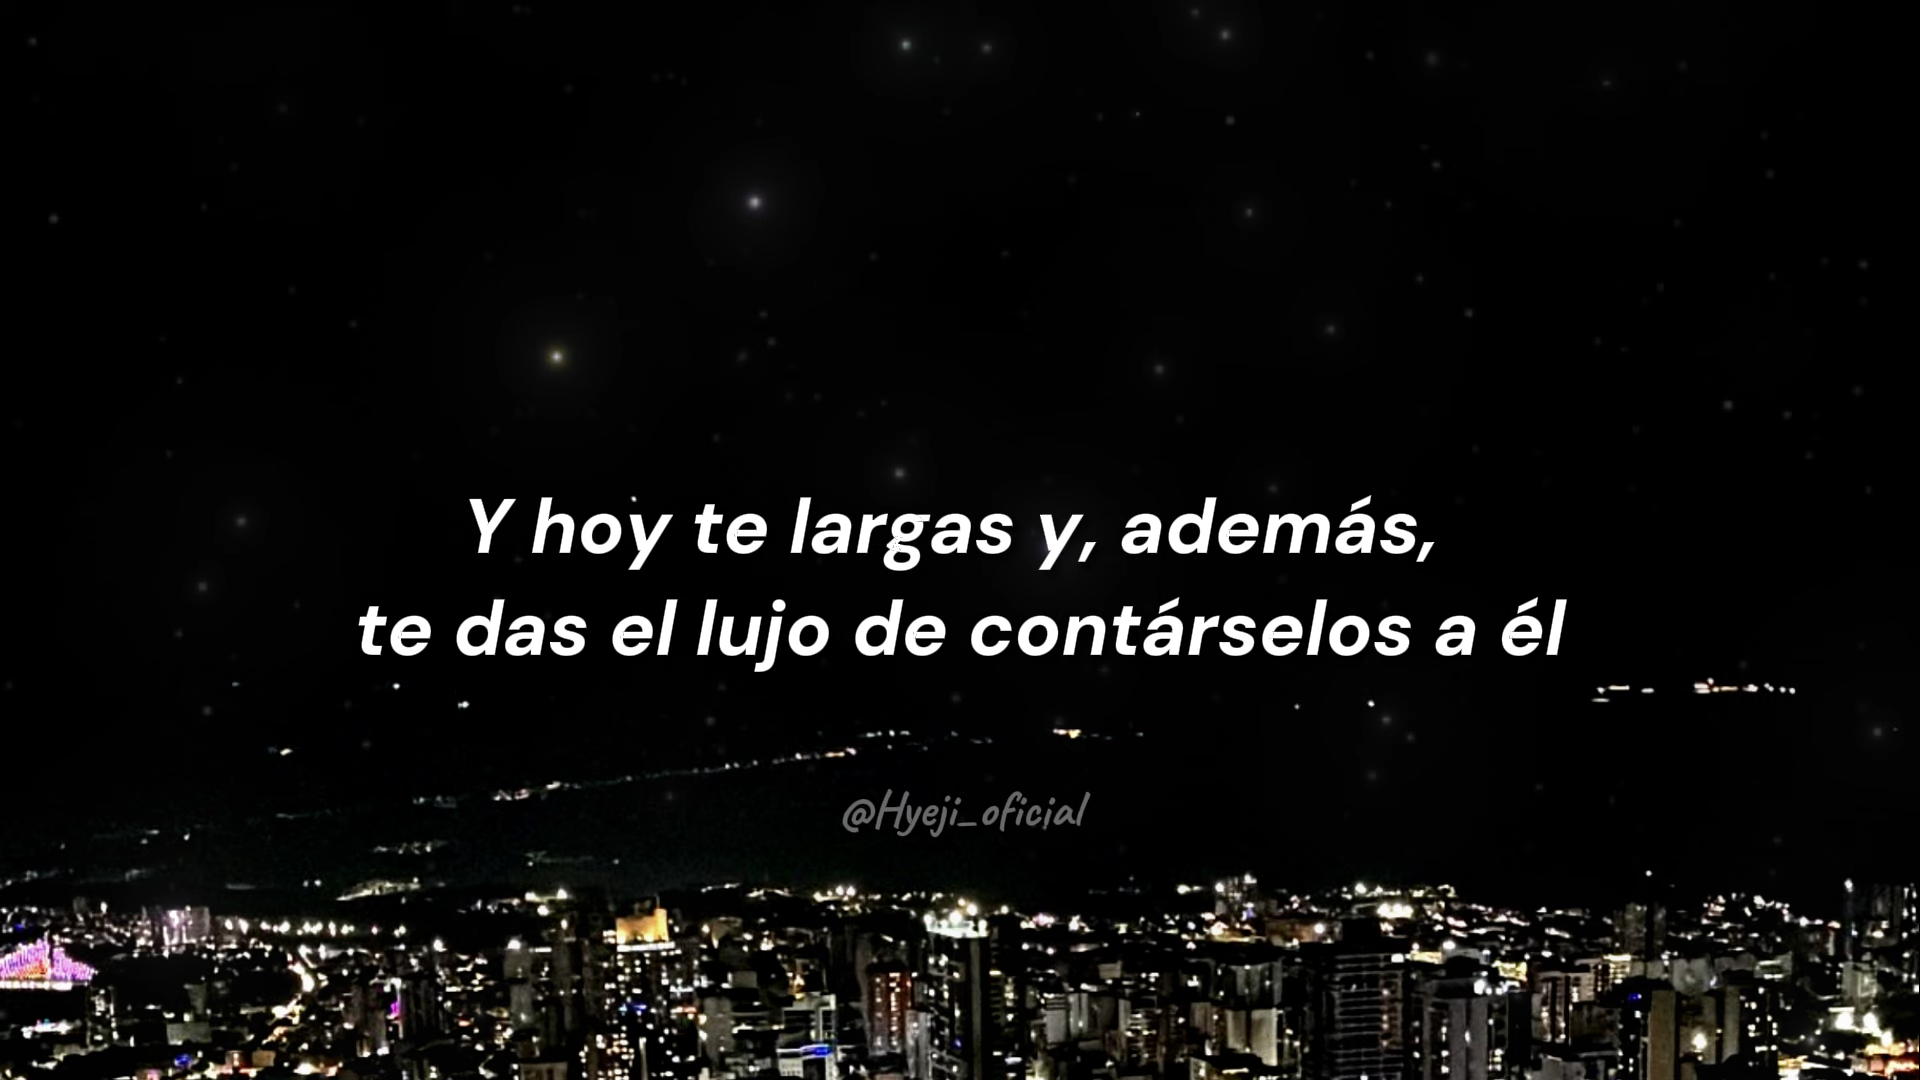 Y hoy te largas y, además,
te das el lujo de contárselos a él
@Hyeji_oficial